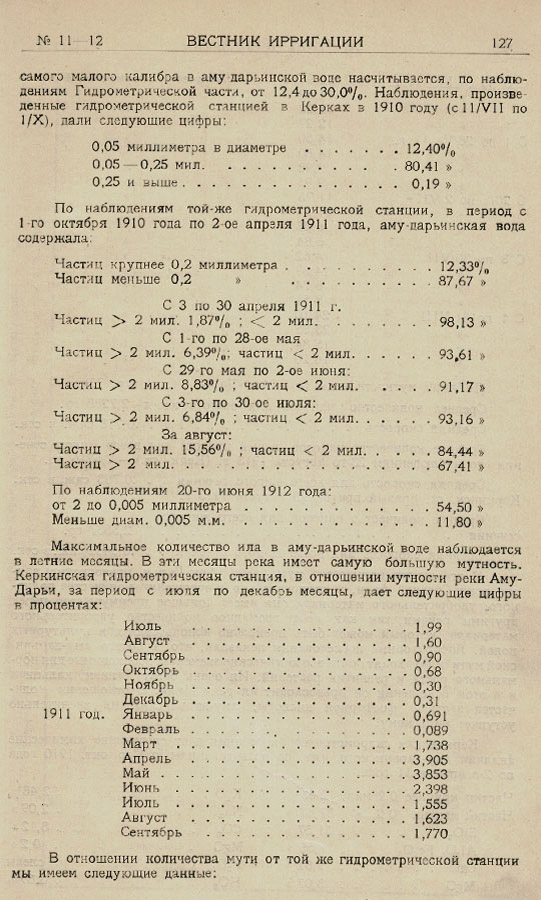 № 11—12 ВЕСТНИК ИРРИГАЦИИ 127
самого малого калибра в аму-дарьинской воде насчитывается, по наблю-
дениям Гидрометрической части, от 12,4 до 30,0%. Наблюдения, произве-
денные гидрометрической станцией в Керках в 1910 году (с 11/VII по
1/X), дали следующие цифры:
0,05 миллиметра в диаметре . . . . . . . 12,40%
0,05 — 0,25 мил. . . . . . . . . . . 80,41 »
0,25 и выше . . . . . . . . . . . . 0,19 »
По наблюдениям той-же гидрометрической станции, в период с
1-го октября 1910 года по 2-ое апреля 1911 года, аму-дарьинская вода
содержала:
Частиц крупнее 0,2 миллиметра . . . . . . . . . 12,33%
Частиц меньше 0,2 » . . . . . . . . . 87,67 »
С 3 по 30 апреля 1911 г.
Частиц > 2 мил. 1,87% ; < 2 мил. . . . . . . . 98,13 »
С 1-го по 28-ое мая
Частиц > 2 мил. 6,39%; частиц < 2 мил. . . . . . 93,61 »
С 29 го мая по 2-ое июня:
Частиц > 2 мил. 8,83% ; частиц < 2 мил. . . . . 91,17 »
С 3-го по 30 ое июля:
Частиц > 2 мил. 6,84% ; частиц < 2 мил. . . . . . 93,16 »
За август:
Частиц > 2 мил. 15,56% ; частиц < 2 мил. . . . . 84,44 »
Частиц > 2 мил. . . . . . . . . . . . . . . 67,41 »
По наблюдениям 20-го июня 1912 года:
от 2 до 0,005 миллиметра . . . . . . . . . . . 54,50 »
Меньше диам. 0,005 м.м. . . . . . . . . . . . 11,80 »
Максимальное количество ила в аму-дарьинской воде наблюдается
в летние месяцы. В эти месяцы река имеет самую большую мутность.
Керкинская гидрометрическая станция, в отношении мутности реки Аму-
Дарьи, за период с июля по декабрь месяцы, дает следующие цифры
в процентах:
Июль . . . . . . . . . . . . 1,99
Август . . . . . . . . . . . . 1,60
Сентябрь . . . . . . . . . . . . 0,90
Октябрь . . . . . . . . . . . . 0,68
Ноябрь . . . . . . . . . . . . 0,30
Декабрь . . . . . . . . . . . . 0,31
1911 год. Январь . . . . . . . . . . . . 0,691
Февраль . . . . . . . . . . . . 0,089
Март . . . . . . . . . . . . 1,738
Апрель . . . . . . . . . . . . 3,905
Май . . . . . . . . . . . . 3,853
Июнь . . . . . . . . . . . . 2,398
Июль . . . . . . . . . . . . 1,555
Август . . . . . . . . . . . . 1,623
Сентябрь . . . . . . . . . . . . 1,770
В отношении количества мути от той же гидрометрической станции
мы имеем следующие данные: